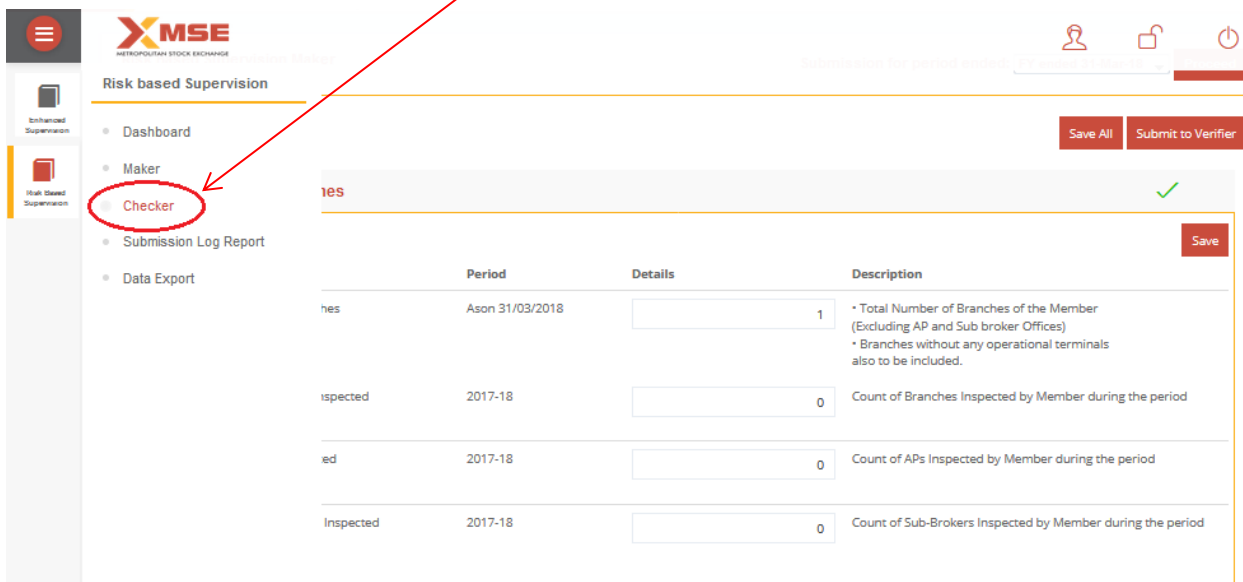 MSE
METROPOLITAN STOCK EXCHANGE
Risk based Supervision
Enhanced
Supervision
Risk Based
Supervision
Dashboard
Maker
Checker
Submission Log Report
Data Export
Save All
Submit to Verifier
hes
Save
Period
Details
Description
hes
Ason 31/03/2018
1
• Total Number of Branches of the Member
(Excluding AP and Sub broker Offices)
• Branches without any operational terminals
also to be included.
nspected
2017-18
0
Count of Branches Inspected by Member during the period
ed
2017-18
0
Count of APs Inspected by Member during the period
Inspected
2017-18
0
Count of Sub-Brokers Inspected by Member during the period